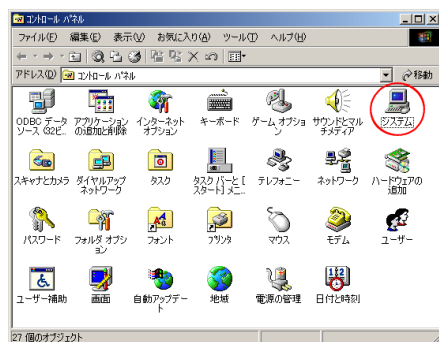 コントロール パネル
ファイル(F) 編集(E) 表示(V) お気に入り(A) ツール(T) ヘルプ(H)
アドレス(D) コントロール パネル 移動
ODBC データ アプリケーション インターネット キーボード ゲーム オプショ サウンドとマル システム
ソース (32ビ... の追加と削除 オプション ン チメディア
スキャナとカメラ ダイヤルアップ タスク タスク バーと [ テレフォニー ネットワーク ハードウェアの
ネットワーク スタート] メニ... 追加
パスワード フォルダ オプシ フォント プリンタ マウス モデム ユーザー
ョン
ユーザー補助 画面 自動アップデー 地域 電源の管理 日付と時刻
ト
27 個のオブジェクト